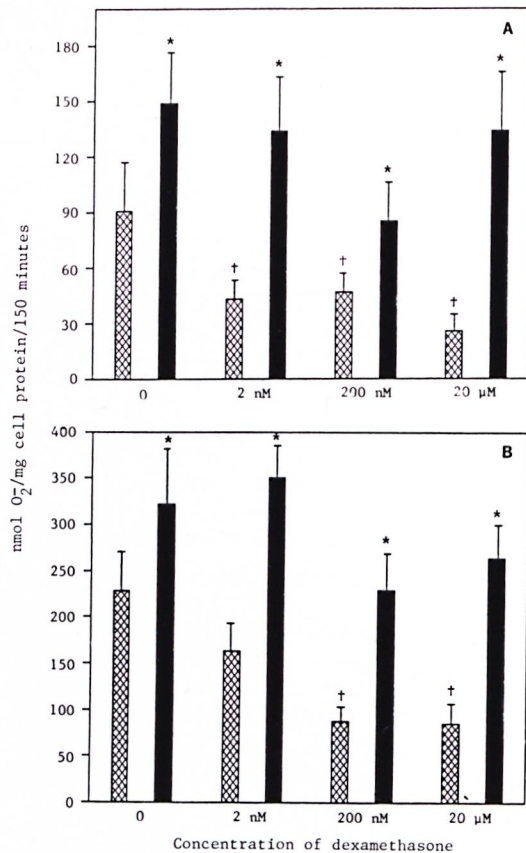 A
180
150
120
90
60
30
0
* * * *
† † †
0 2 nM 200 nM 20 µM
nmol O₂⁻/mg cell protein/150 minutes
B
400
350
300
250
200
150
100
50
0
* * * *
† †
0 2 nM 200 nM 20 µM
Concentration of dexamethasone